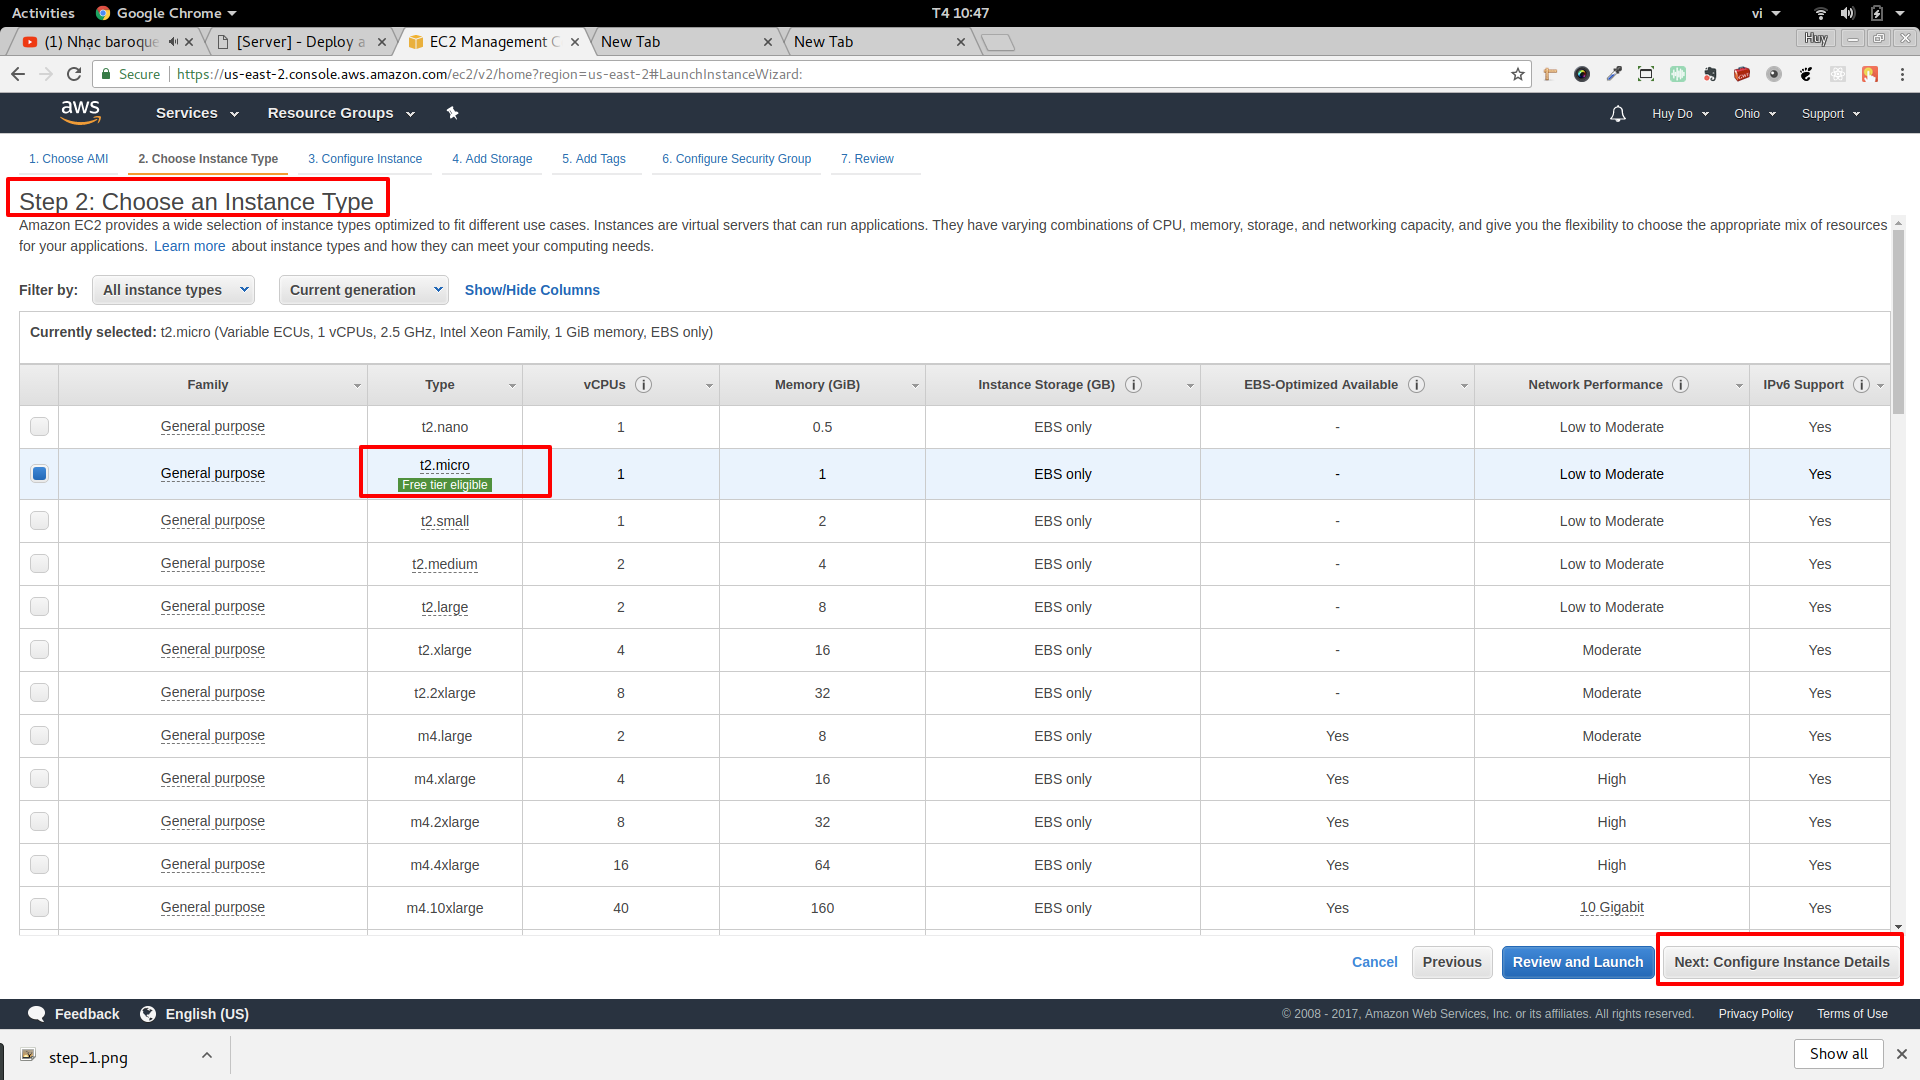 Activities Google Chrome T4 10:47 vi
(1) Nhạc baroque [Server] - Deploy a EC2 Management C New Tab New Tab Huy
Secure https://us-east-2.console.aws.amazon.com/ec2/v2/home?region=us-east-2#LaunchInstanceWizard:
aws Services Resource Groups Huy Do Ohio Support
1. Choose AMI 2. Choose Instance Type 3. Configure Instance 4. Add Storage 5. Add Tags 6. Configure Security Group 7. Review
Step 2: Choose an Instance Type
Amazon EC2 provides a wide selection of instance types optimized to fit different use cases. Instances are virtual servers that can run applications. They have varying combinations of CPU, memory, storage, and networking capacity, and give you the flexibility to choose the appropriate mix of resources
for your applications. Learn more about instance types and how they can meet your computing needs.
Filter by: All instance types Current generation Show/Hide Columns
Currently selected: t2.micro (Variable ECUs, 1 vCPUs, 2.5 GHz, Intel Xeon Family, 1 GiB memory, EBS only)
Family Type vCPUs i Memory (GiB) Instance Storage (GB) i EBS-Optimized Available i Network Performance i IPv6 Support i
General purpose t2.nano 1 0.5 EBS only - Low to Moderate Yes
General purpose t2.micro 1 1 EBS only - Low to Moderate Yes
Free tier eligible
General purpose t2.small 1 2 EBS only - Low to Moderate Yes
General purpose t2.medium 2 4 EBS only - Low to Moderate Yes
General purpose t2.large 2 8 EBS only - Low to Moderate Yes
General purpose t2.xlarge 4 16 EBS only - Moderate Yes
General purpose t2.2xlarge 8 32 EBS only - Moderate Yes
General purpose m4.large 2 8 EBS only Yes Moderate Yes
General purpose m4.xlarge 4 16 EBS only Yes High Yes
General purpose m4.2xlarge 8 32 EBS only Yes High Yes
General purpose m4.4xlarge 16 64 EBS only Yes High Yes
General purpose m4.10xlarge 40 160 EBS only Yes 10 Gigabit Yes
Cancel Previous Review and Launch Next: Configure Instance Details
Feedback English (US) © 2008 - 2017, Amazon Web Services, Inc. or its affiliates. All rights reserved. Privacy Policy Terms of Use
step_1.png Show all